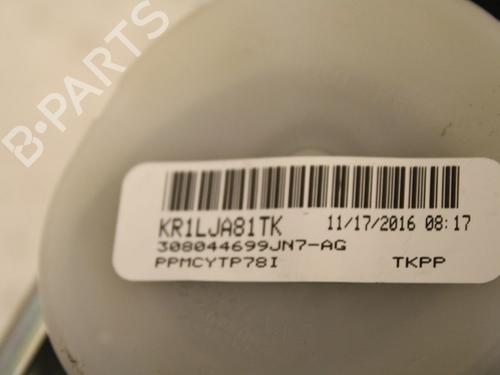 B-PARTS
KR1LJA81TK 11/17/2016 08:17
308044699JN7-AG
PPMCYTP78I TKPP